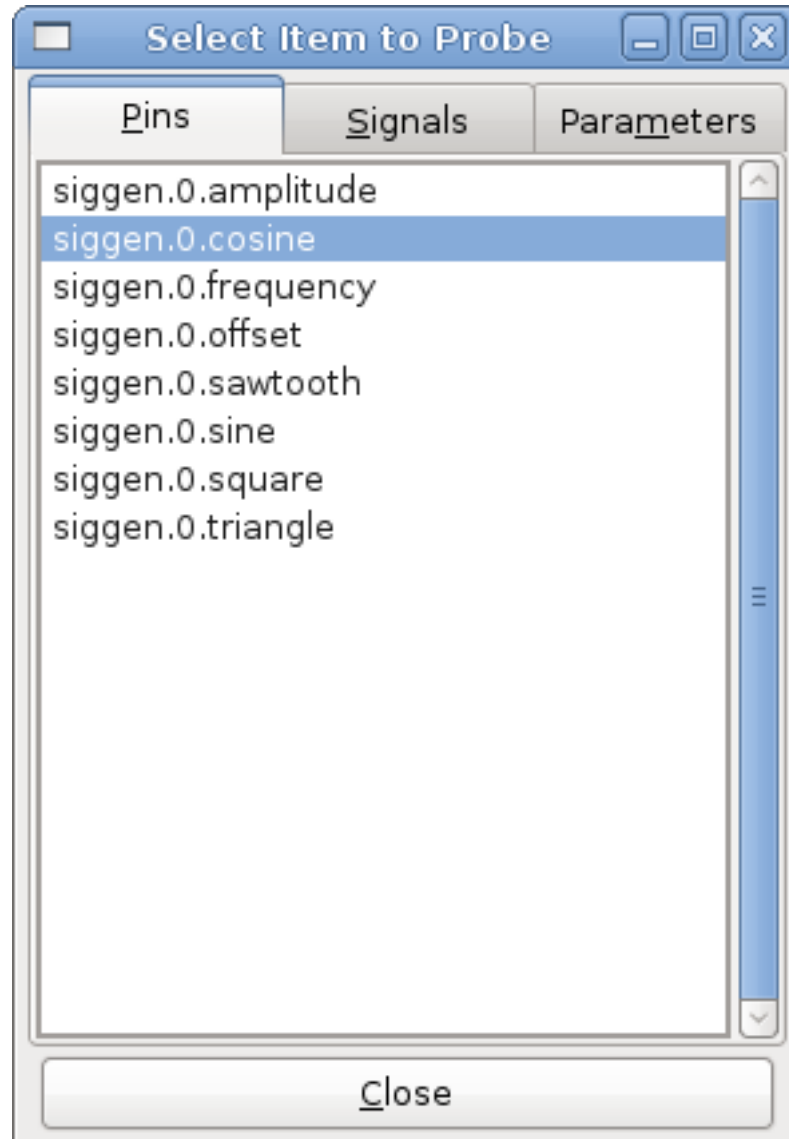 Select Item to Probe
Pins Signals Parameters
siggen.0.amplitude
siggen.0.cosine
siggen.0.frequency
siggen.0.offset
siggen.0.sawtooth
siggen.0.sine
siggen.0.square
siggen.0.triangle
Close